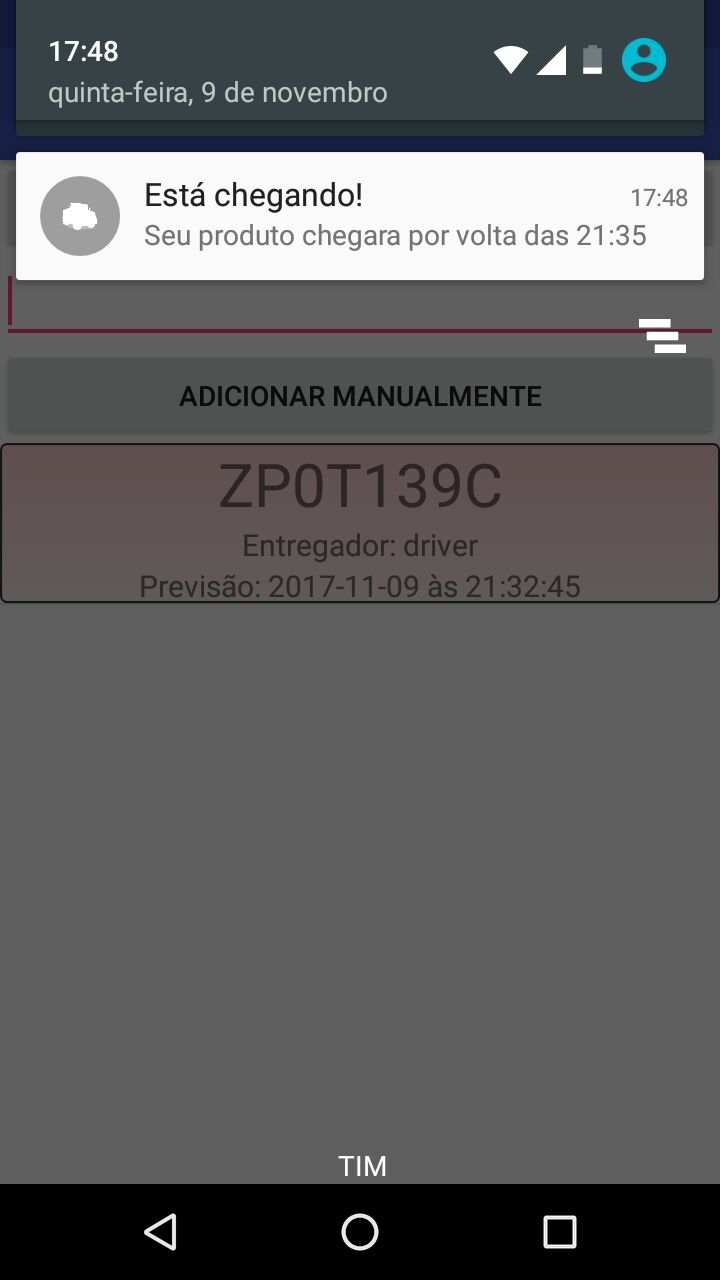 17:48
quinta-feira, 9 de novembro
Está chegando! 17:48
Seu produto chegara por volta das 21:35
ADICIONAR MANUALMENTE
ZP0T139C
Entregador: driver
Previsão: 2017-11-09 às 21:32:45
TIM